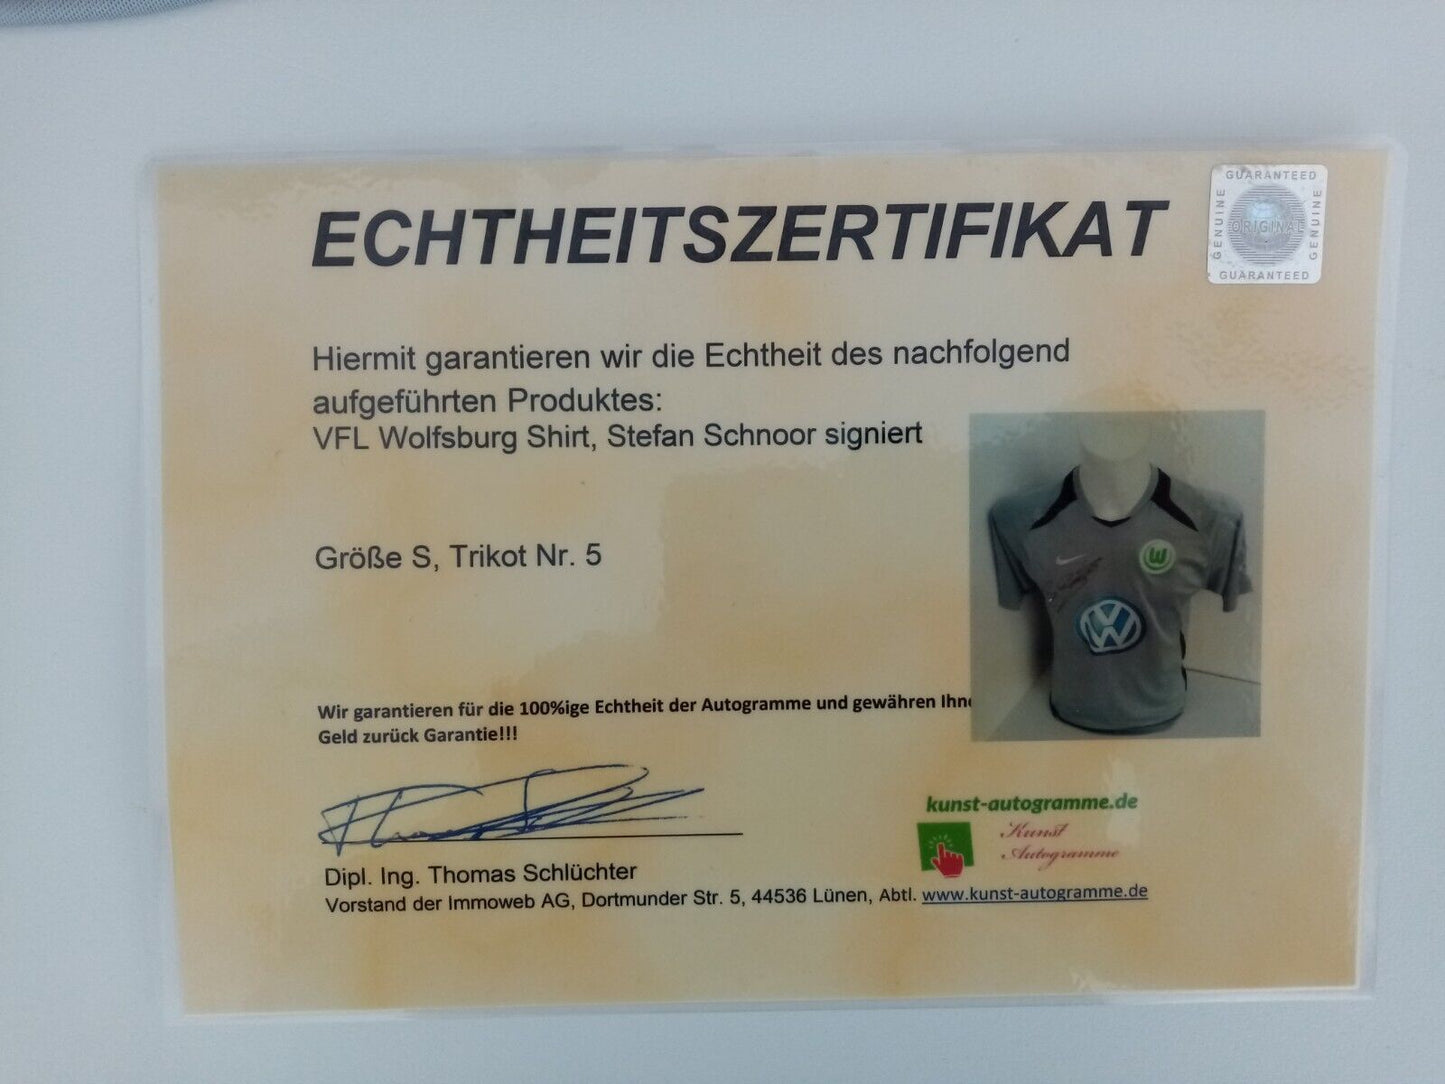 ECHTHEITSZERTIFIKAT
GUARANTEED
GENUINE
ORIGINAL
GENUINE
GUARANTEED
Hiermit garantieren wir die Echtheit des nachfolgend
aufgeführten Produktes:
VFL Wolfsburg Shirt, Stefan Schnoor signiert
Größe S, Trikot Nr. 5
W
VW
Wir garantieren für die 100%ige Echtheit der Autogramme und gewähren Ihne
Geld zurück Garantie!!!
kunst-autogramme.de
Kunst
Autogramme
Dipl. Ing. Thomas Schlüchter
Vorstand der Immoweb AG, Dortmunder Str. 5, 44536 Lünen, Abtl. www.kunst-autogramme.de